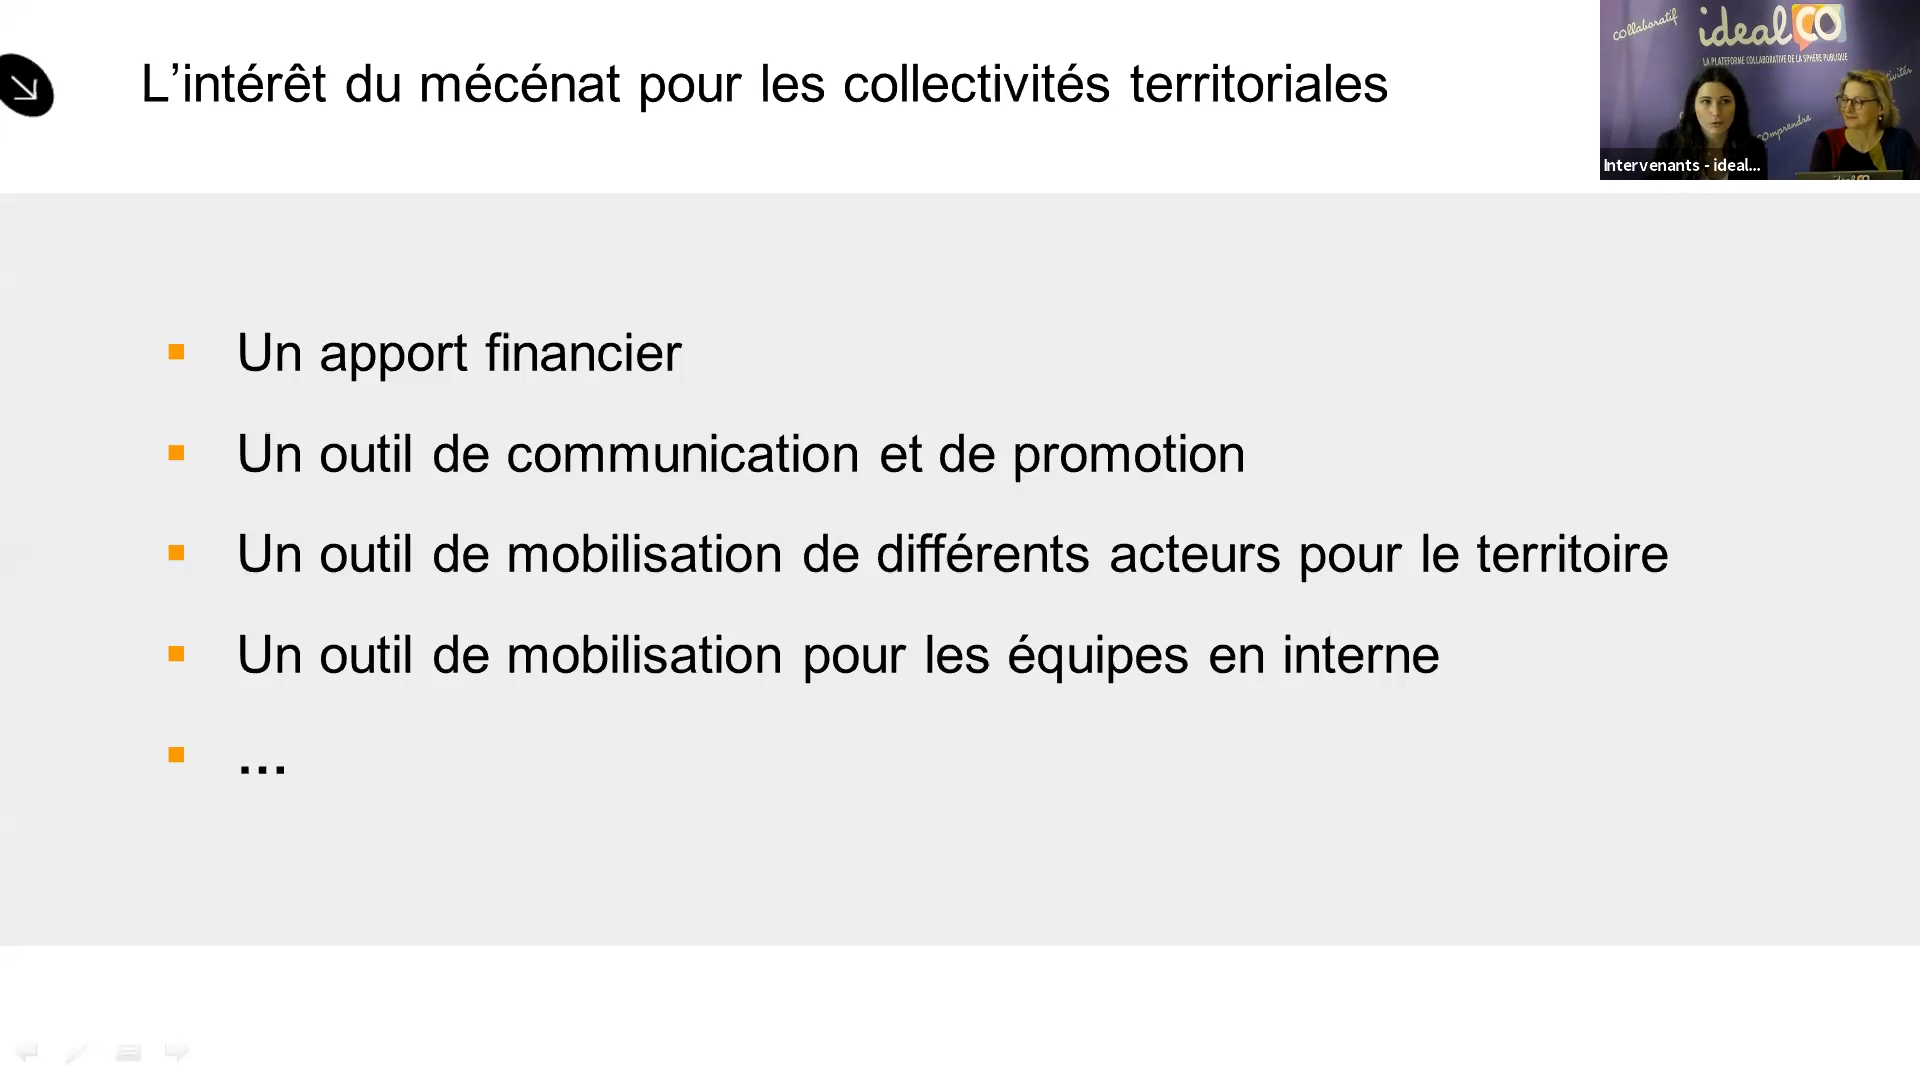 L’intérêt du mécénat pour les collectivités territoriales
collaboratif
idealCO
LA PLATEFORME COLLABORATIVE DE LA SPHÈRE PUBLIQUE
comprendre
Intervenants - ideal...
Un apport financier
Un outil de communication et de promotion
Un outil de mobilisation de différents acteurs pour le territoire
Un outil de mobilisation pour les équipes en interne
...